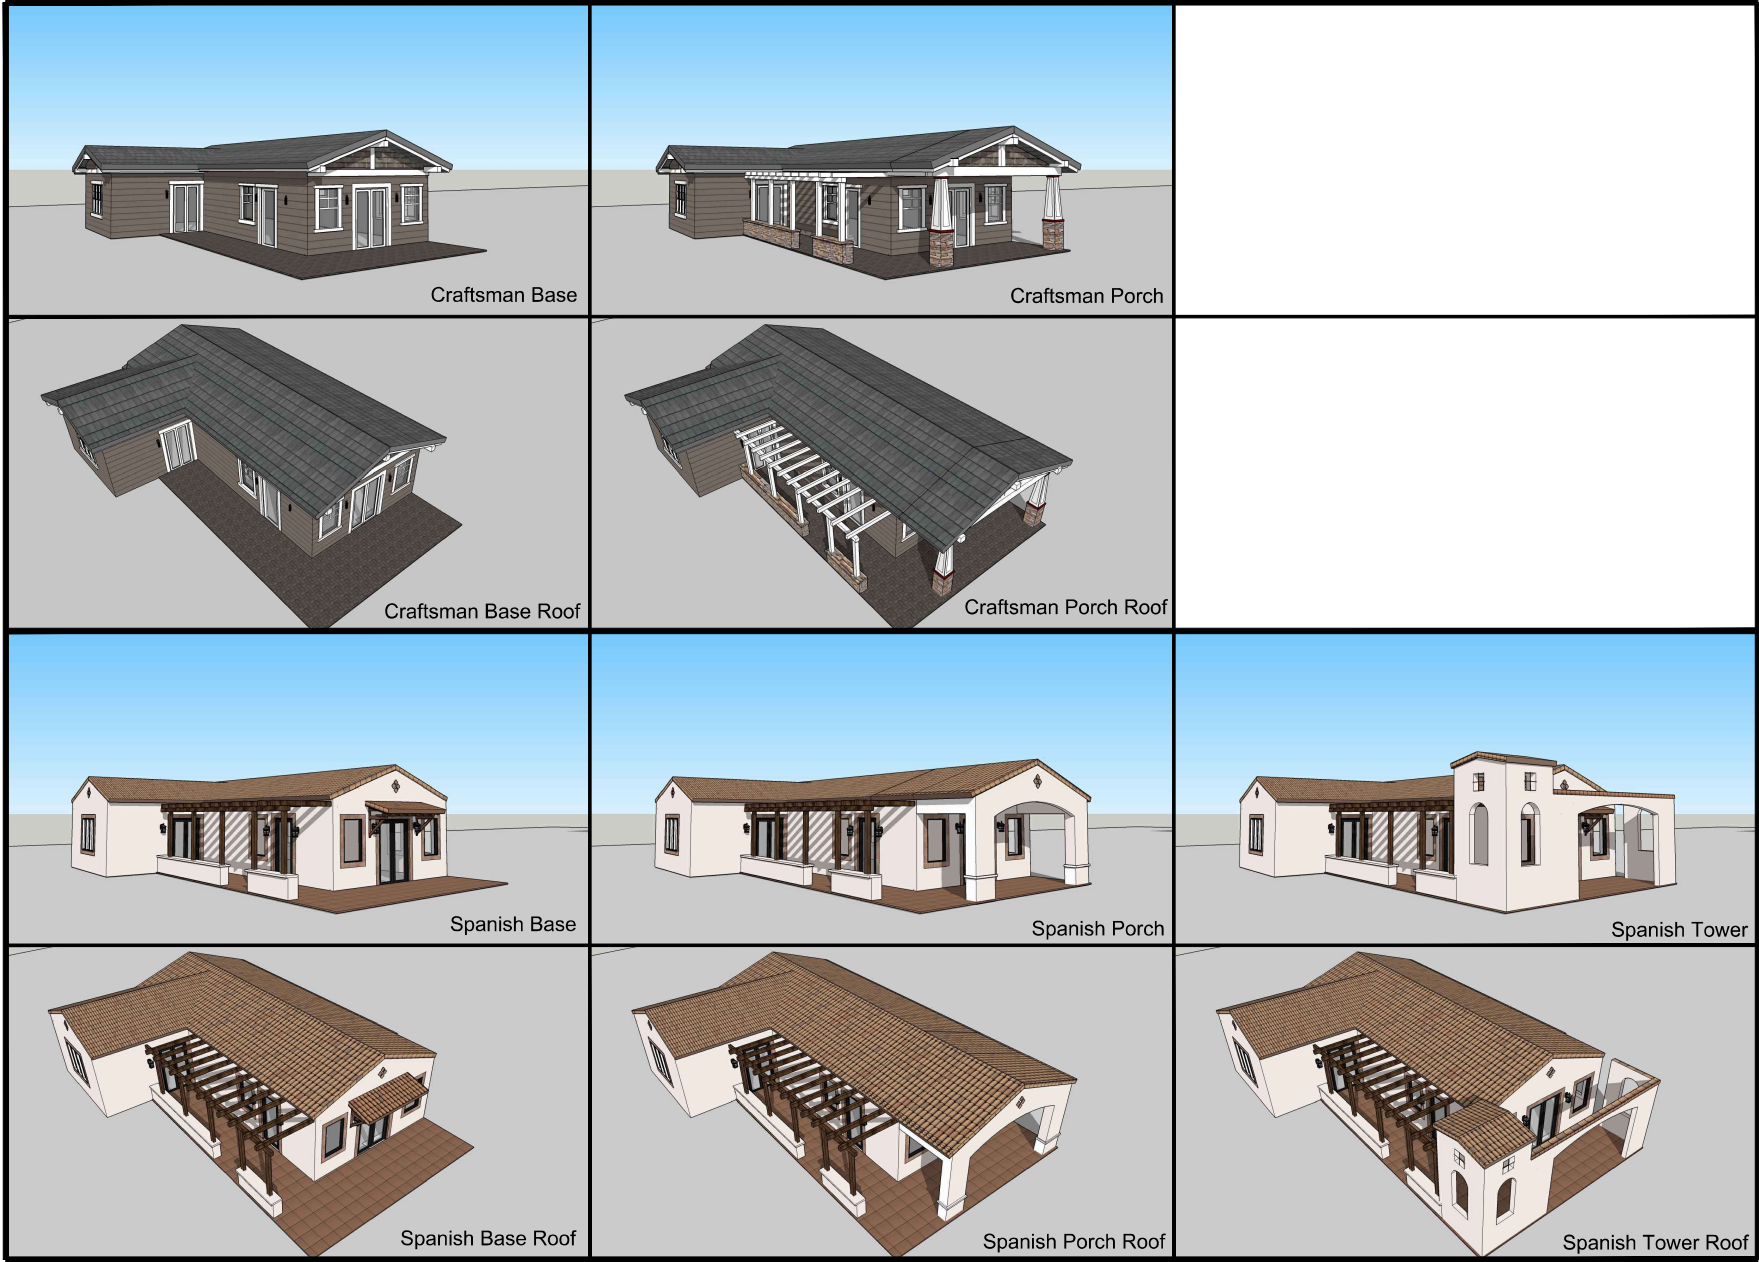 Craftsman Base
Craftsman Porch
Craftsman Base Roof
Craftsman Porch Roof
Spanish Base
Spanish Porch
Spanish Tower
Spanish Base Roof
Spanish Porch Roof
Spanish Tower Roof